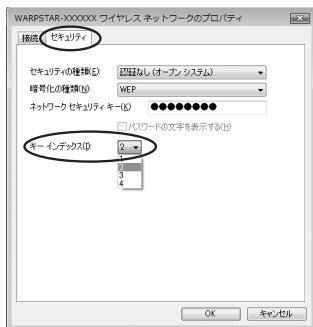 WARPSTAR-XXXXXX ワイヤレス ネットワークのプロパティ
接続 セキュリティ
セキュリティの種類(E): 認証なし (オープン システム)
暗号化の種類(N): WEP
ネットワーク セキュリティ キー(K) ●●●●●●●●
パスワードの文字を表示する(H)
キー インデックス(I): 2
1
2
3
4
OK キャンセル